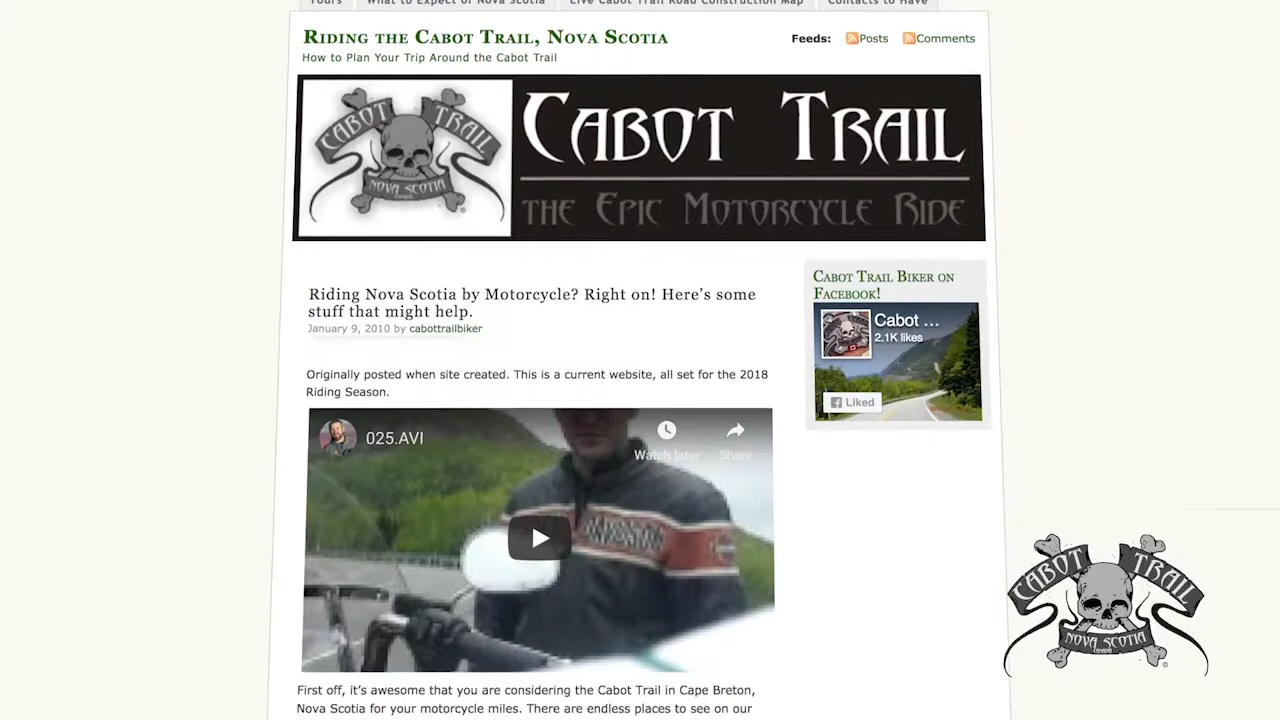 Tours What to Expect of Nova Scotia Live Cabot Trail Road Construction Map Contacts to Have
Riding the Cabot Trail, Nova Scotia
Feeds: Posts Comments
How to Plan Your Trip Around the Cabot Trail
CABOT TRAIL
NOVA SCOTIA
CANADA
Cabot Trail
the Epic Motorcycle Ride
Riding Nova Scotia by Motorcycle? Right on! Here's some
stuff that might help.
January 9, 2010 by cabottrailbiker
Cabot Trail Biker on
Facebook!
Cabot ...
2.1K likes
Liked
Originally posted when site created. This is a current website, all set for the 2018
Riding Season.
025.AVI
Watch later Share
HARLEY-DAVIDSON
First off, it's awesome that you are considering the Cabot Trail in Cape Breton,
Nova Scotia for your motorcycle miles. There are endless places to see on our
CABOT TRAIL
NOVA SCOTIA
CANADA